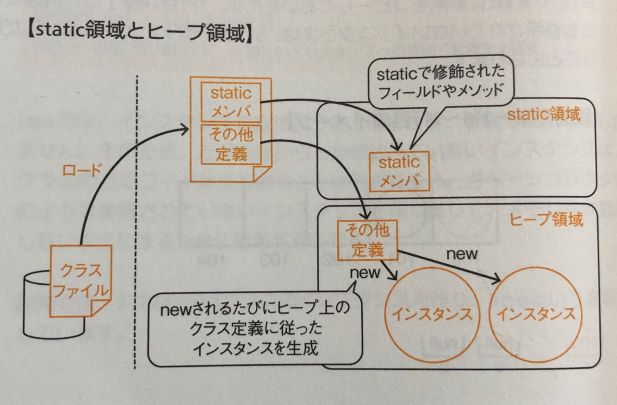 【static領域とヒープ領域】
static
メンバ
その他
定義
staticで修飾された
フィールドやメソッド
static領域
static
メンバ
ロード
クラス
ファイル
ヒープ領域
その他
定義
new
new
インスタンス
インスタンス
newされるたびにヒープ上の
クラス定義に従った
インスタンスを生成